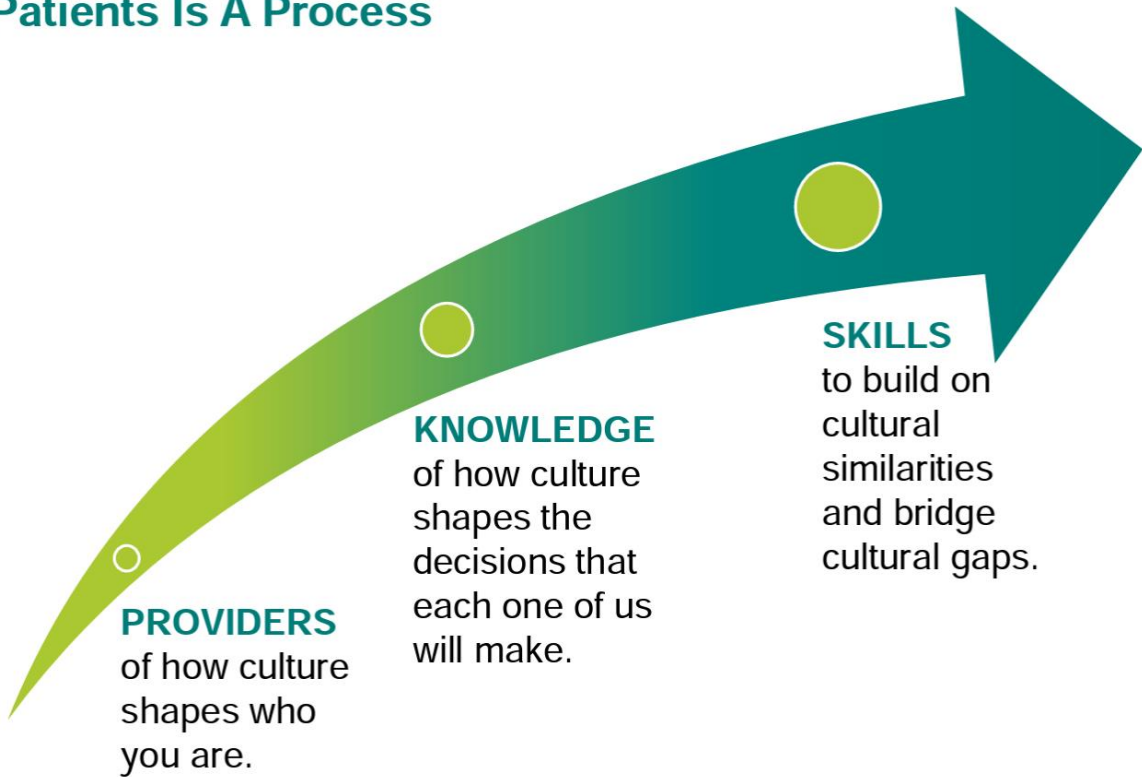 Patients Is A Process
SKILLS
to build on
cultural
similarities
and bridge
cultural gaps.
KNOWLEDGE
of how culture
shapes the
decisions that
each one of us
will make.
PROVIDERS
of how culture
shapes who
you are.